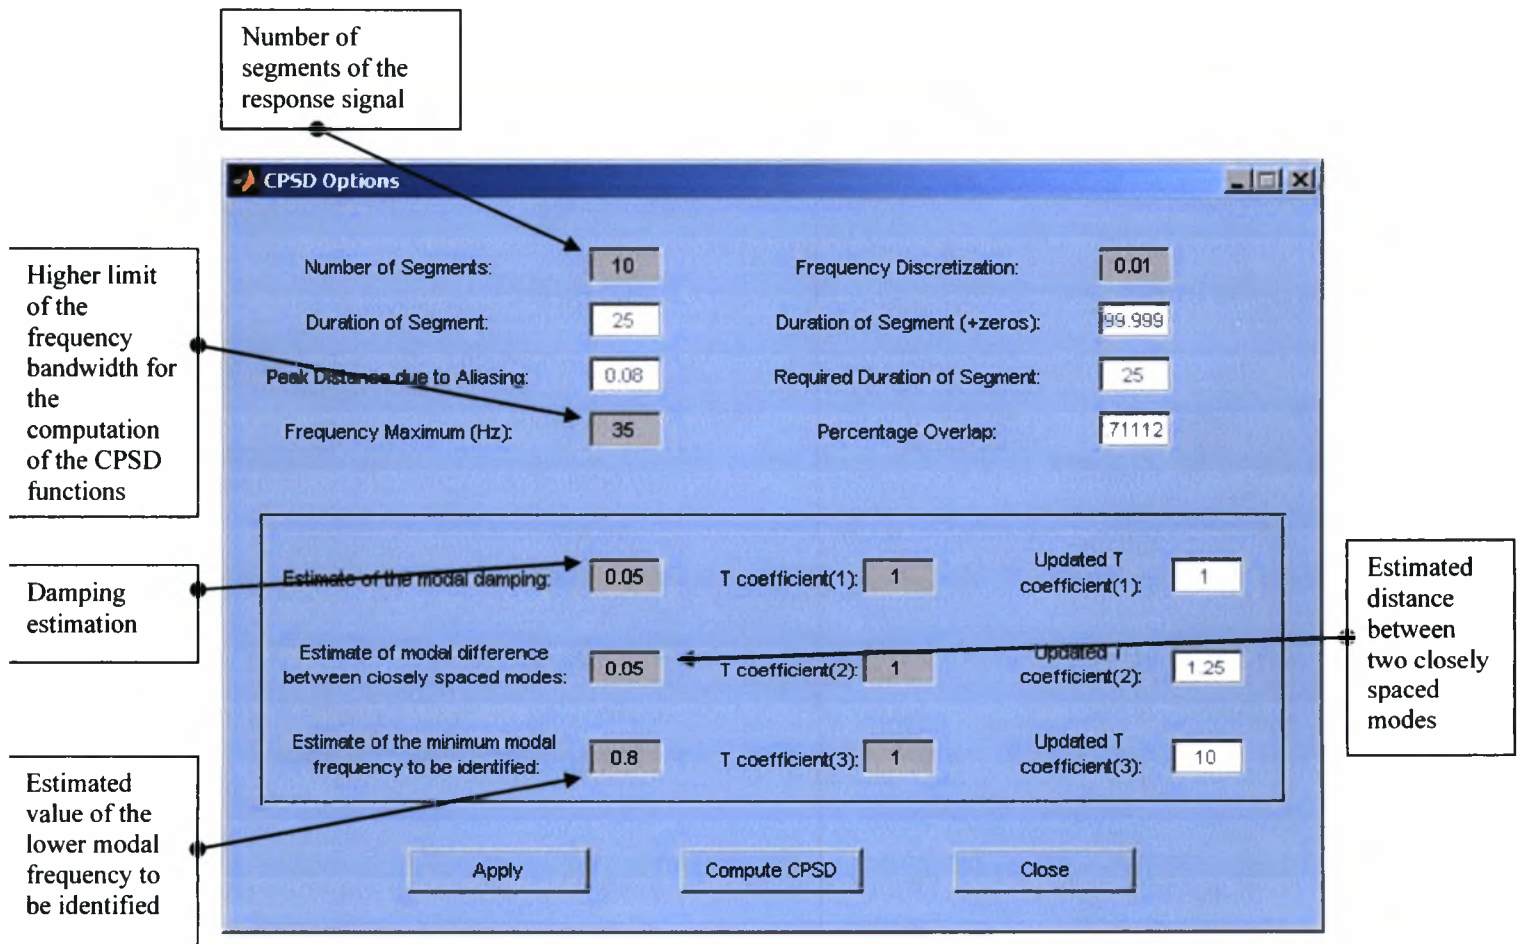 Number of
segments of the
response signal
CPSD Options
Number of Segments: 10
Frequency Discretization: 0.01
Duration of Segment: 25
Duration of Segment (+zeros): 99.999
Peak Distance due to Aliasing: 0.08
Required Duration of Segment: 25
Frequency Maximum (Hz): 35
Percentage Overlap: 71112
Higher limit
of the
frequency
bandwidth for
the
computation
of the CPSD
functions
Estimate of the modal damping: 0.05
T coefficient(1): 1
Updated T
coefficient(1): 1
Damping
estimation
Estimate of modal difference
between closely spaced modes: 0.05
T coefficient(2): 1
Updated T
coefficient(2): 1.25
Estimated
distance
between
two closely
spaced
modes
Estimate of the minimum modal
frequency to be identified: 0.8
T coefficient(3): 1
Updated T
coefficient(3): 10
Estimated
value of the
lower modal
frequency to
be identified
Apply
Compute CPSD
Close